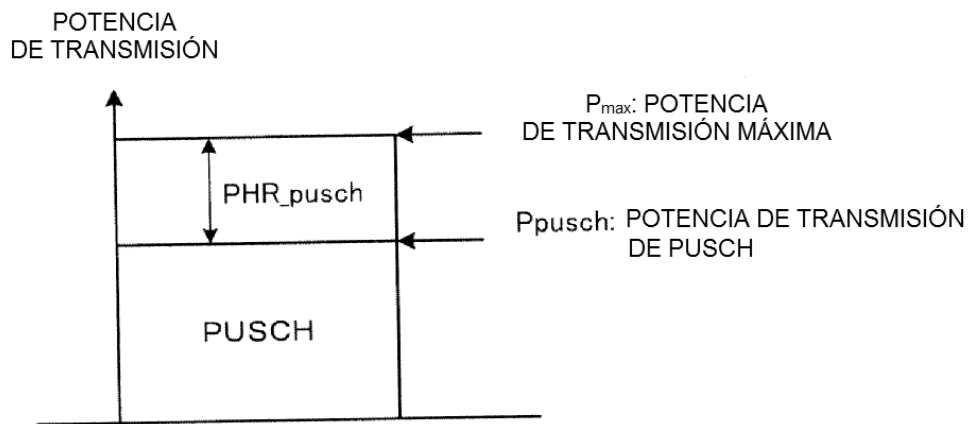 POTENCIA
DE TRANSMISIÓN
Pmax: POTENCIA
DE TRANSMISIÓN MÁXIMA
PHR_pusch
Ppusch: POTENCIA DE TRANSMISIÓN
DE PUSCH
PUSCH